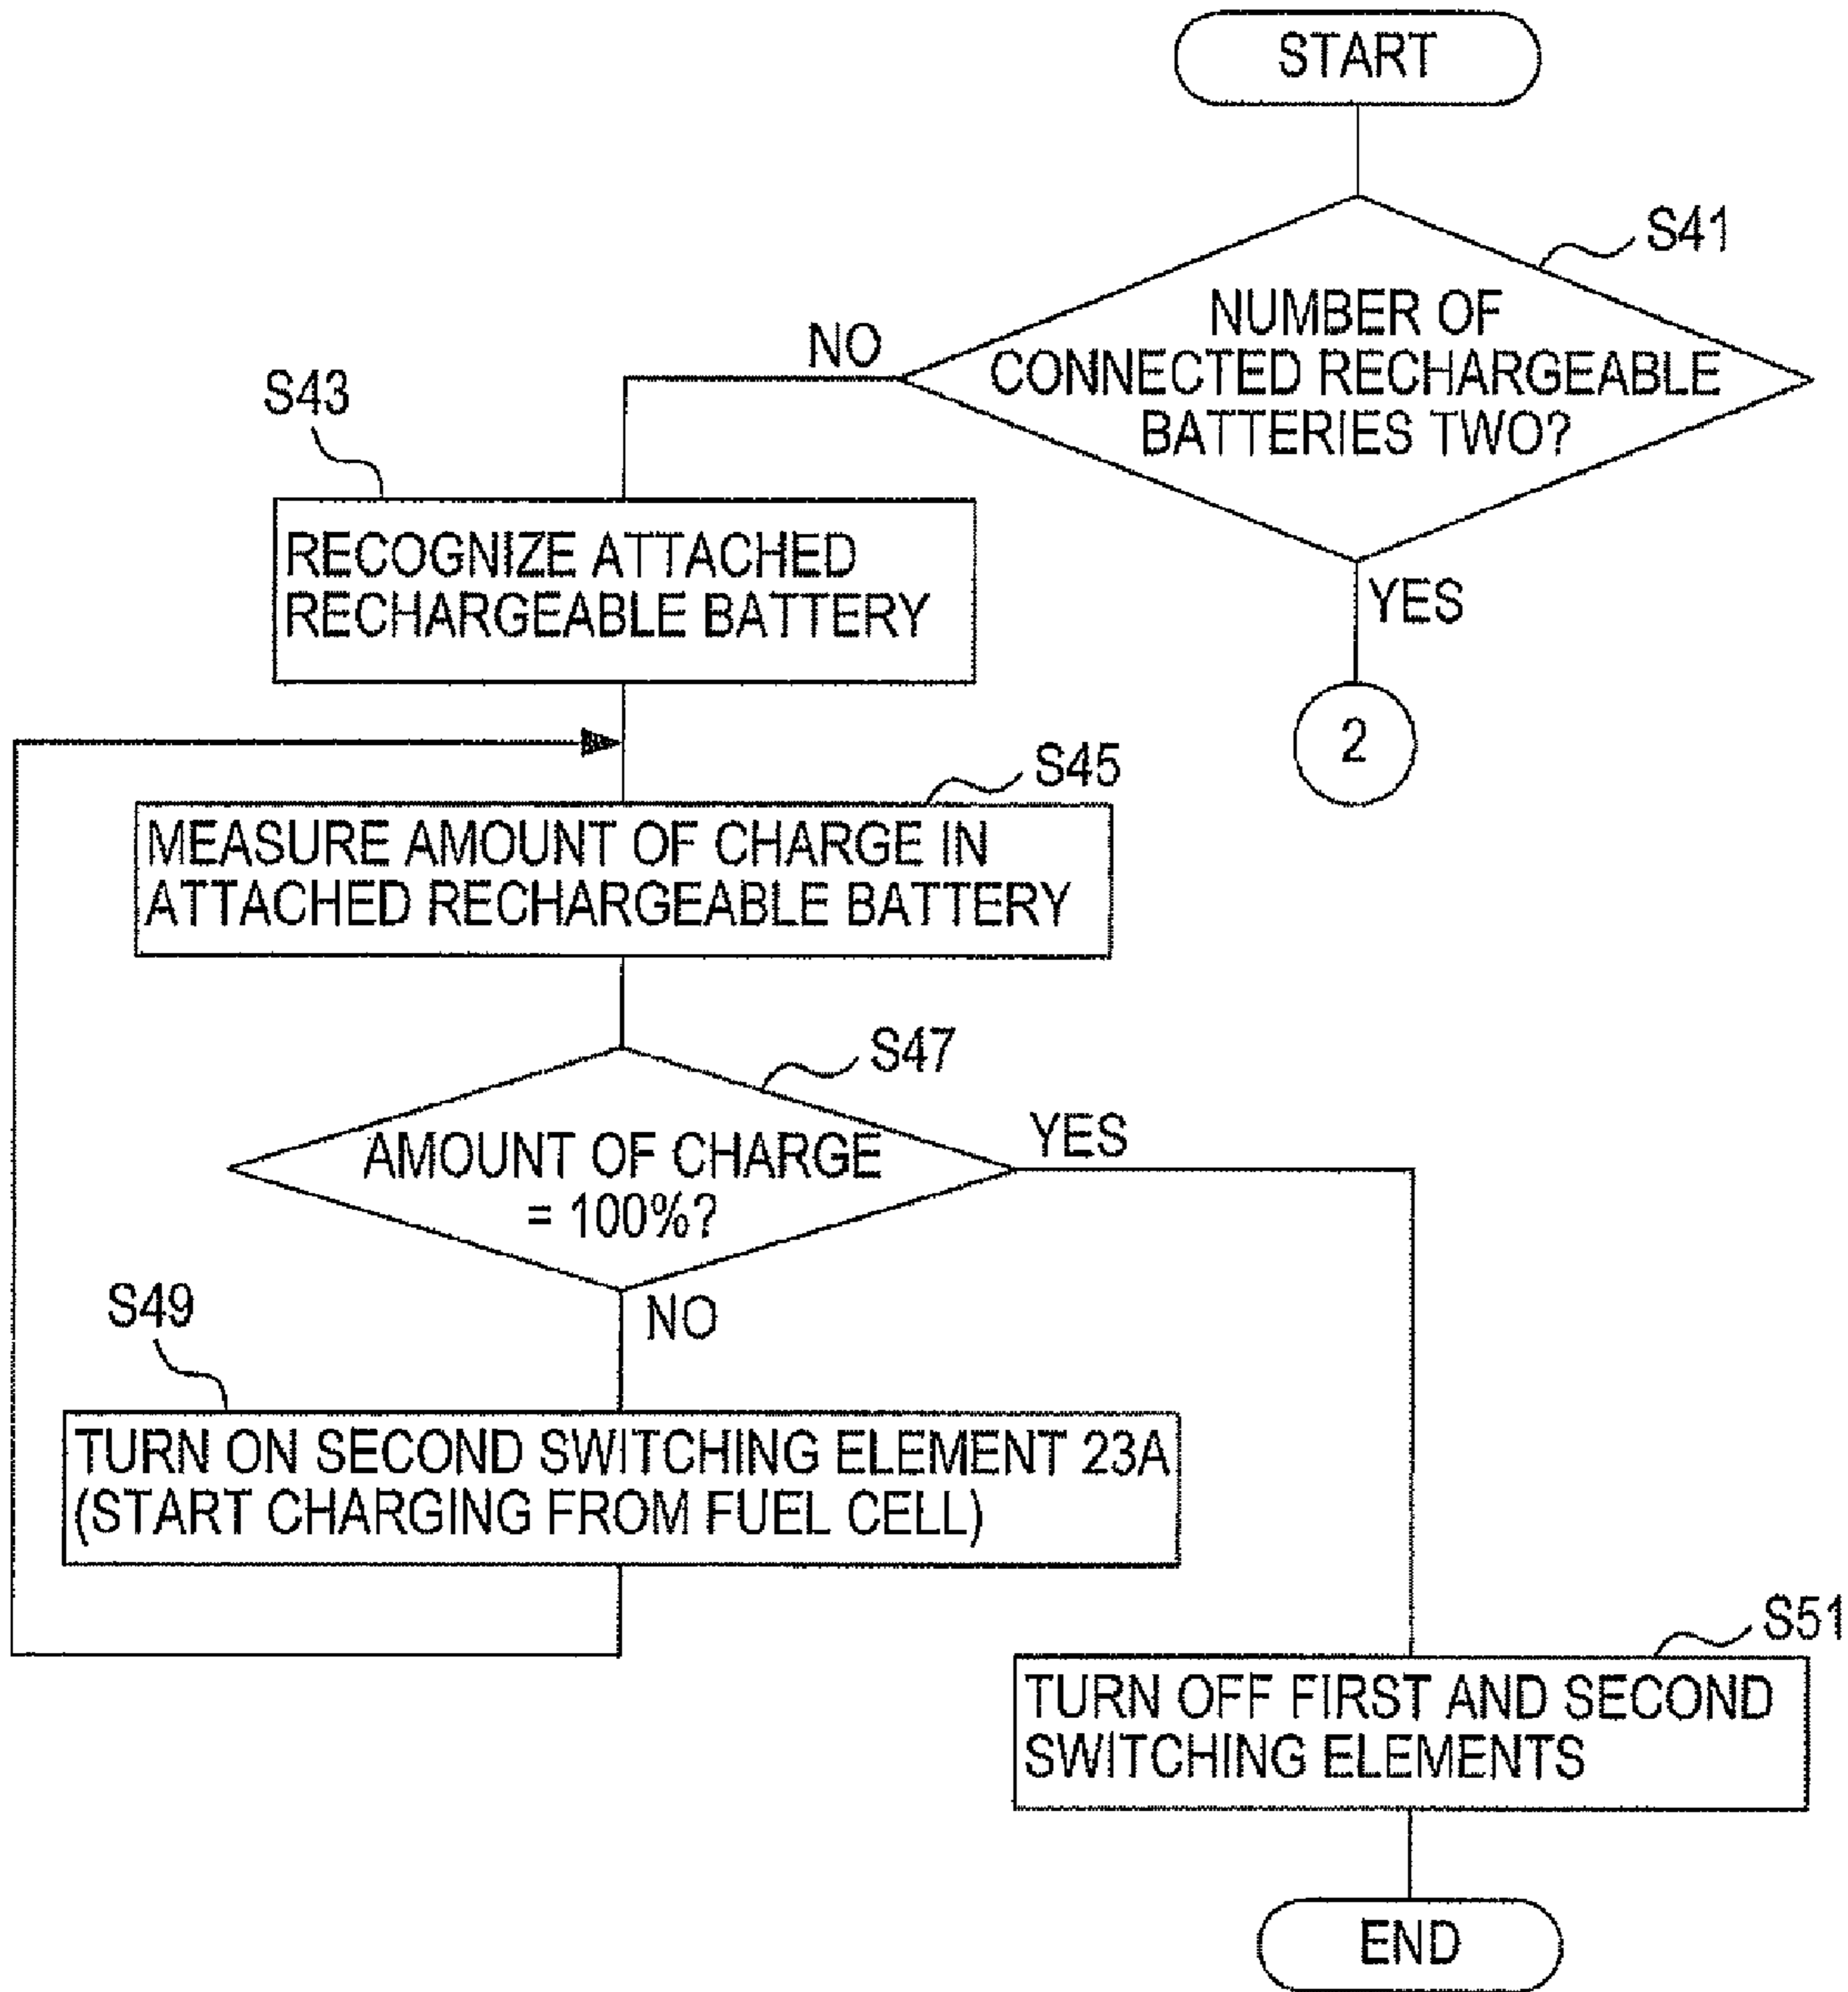 START
S41
NUMBER OF
CONNECTED RECHARGEABLE
BATTERIES TWO?
NO
YES
2
S43
RECOGNIZE ATTACHED
RECHARGEABLE BATTERY
S45
MEASURE AMOUNT OF CHARGE IN
ATTACHED RECHARGEABLE BATTERY
S47
AMOUNT OF CHARGE
= 100%?
YES
NO
S49
TURN ON SECOND SWITCHING ELEMENT 23A
(START CHARGING FROM FUEL CELL)
S51
TURN OFF FIRST AND SECOND
SWITCHING ELEMENTS
END